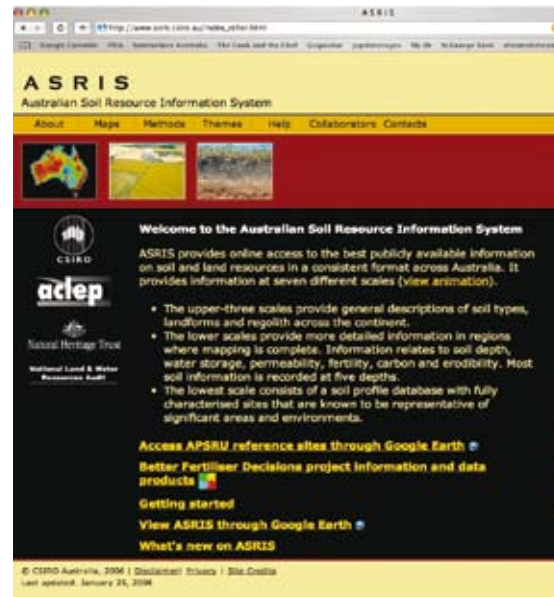 ASRIS
ASRIS
Australian Soil Resource Information System
About Maps Methods Themes Help Collaborators Contacts
CSIRO
aclep
Natural Heritage Trust
National Land & Water
Resources Audit
Welcome to the Australian Soil Resource Information System
ASRIS provides online access to the best publicly available information
on soil and land resources in a consistent format across Australia. It
provides information at seven different scales (view animation).
• The upper-three scales provide general descriptions of soil types,
landforms and regolith across the continent.
• The lower scales provide more detailed information in regions
where mapping is complete. Information relates to soil depth,
water storage, permeability, fertility, carbon and erodibility. Most
soil information is recorded at five depths.
• The lowest scale consists of a soil profile database with fully
characterised sites that are known to be representative of
significant areas and environments.
Access APSRU reference sites through Google Earth
Better Fertiliser Decisions project information and data
products
Getting started
View ASRIS through Google Earth
What's new on ASRIS
© CSIRO Australia, 2006 | Disclaimer| Privacy | Site Credits
Last updated: January 25,